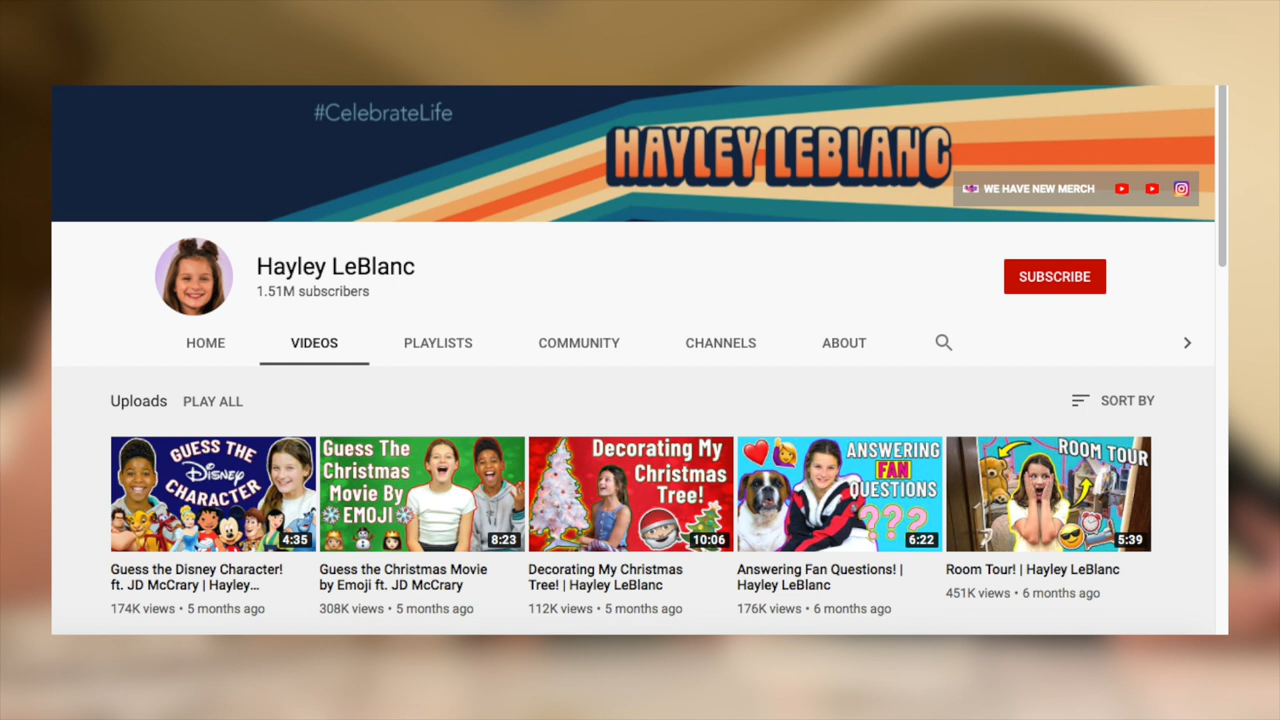 #CelebrateLife
HAYLEY LEBLANC
WE HAVE NEW MERCH
Hayley LeBlanc
1.51M subscribers
SUBSCRIBE
HOME VIDEOS PLAYLISTS COMMUNITY CHANNELS ABOUT
Uploads PLAY ALL SORT BY
GUESS THE
Disney
CHARACTER
4:35
Guess The
Christmas
Movie By
EMOJI
8:23
Decorating My
Christmas
Tree!
10:06
ANSWERING
FAN
QUESTIONS
???
6:22
ROOM TOUR
5:39
Guess the Disney Character!
ft. JD McCrary | Hayley...
174K views • 5 months ago
Guess the Christmas Movie
by Emoji ft. JD McCrary
308K views • 5 months ago
Decorating My Christmas
Tree! | Hayley LeBlanc
112K views • 5 months ago
Answering Fan Questions! |
Hayley LeBlanc
176K views • 6 months ago
Room Tour! | Hayley LeBlanc
451K views • 6 months ago